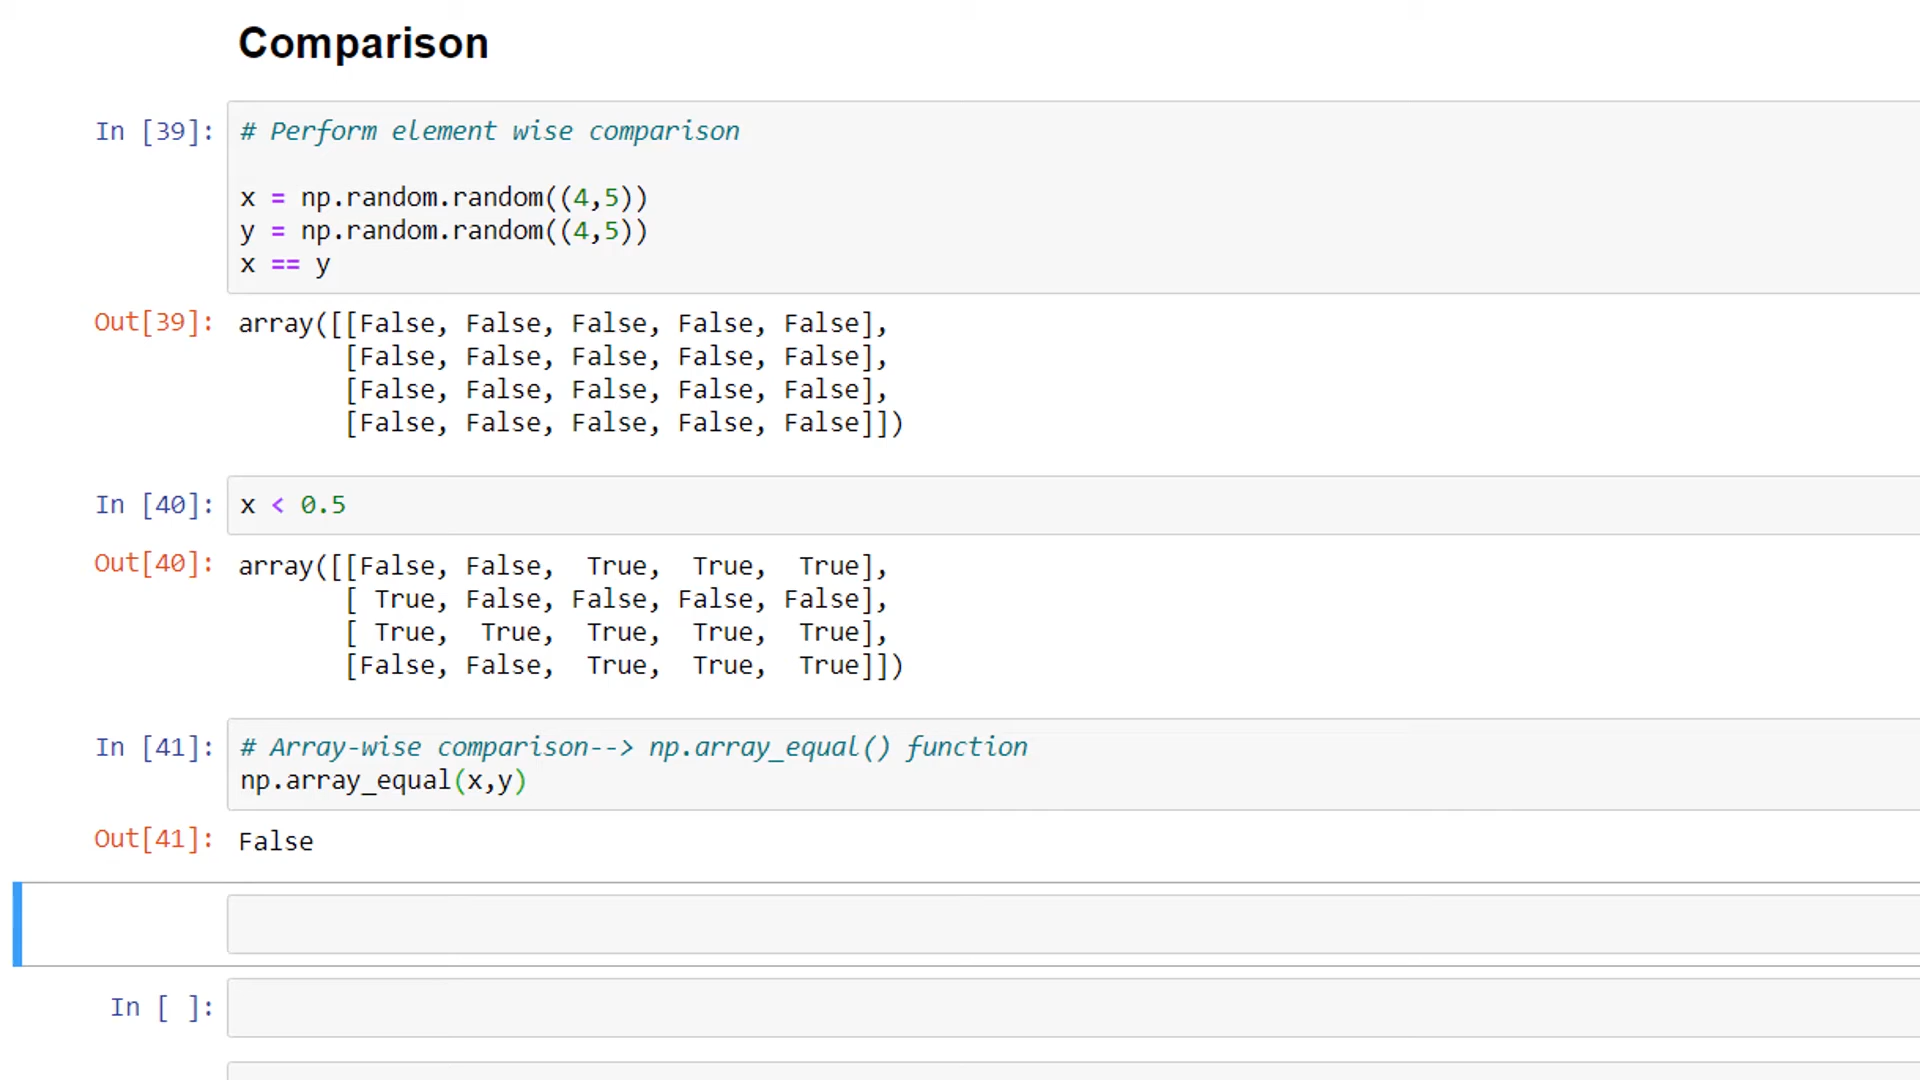 Comparison
In [39]: # Perform element wise comparison
x = np.random.random((4,5))
y = np.random.random((4,5))
x == y
Out[39]: array([[False, False, False, False, False],
[False, False, False, False, False],
[False, False, False, False, False],
[False, False, False, False, False]])
In [40]: x < 0.5
Out[40]: array([[False, False,  True,  True,  True],
[ True, False, False, False, False],
[ True,  True,  True,  True,  True],
[False, False,  True,  True,  True]])
In [41]: # Array-wise comparison--> np.array_equal() function
np.array_equal(x,y)
Out[41]: False
In [ ]: